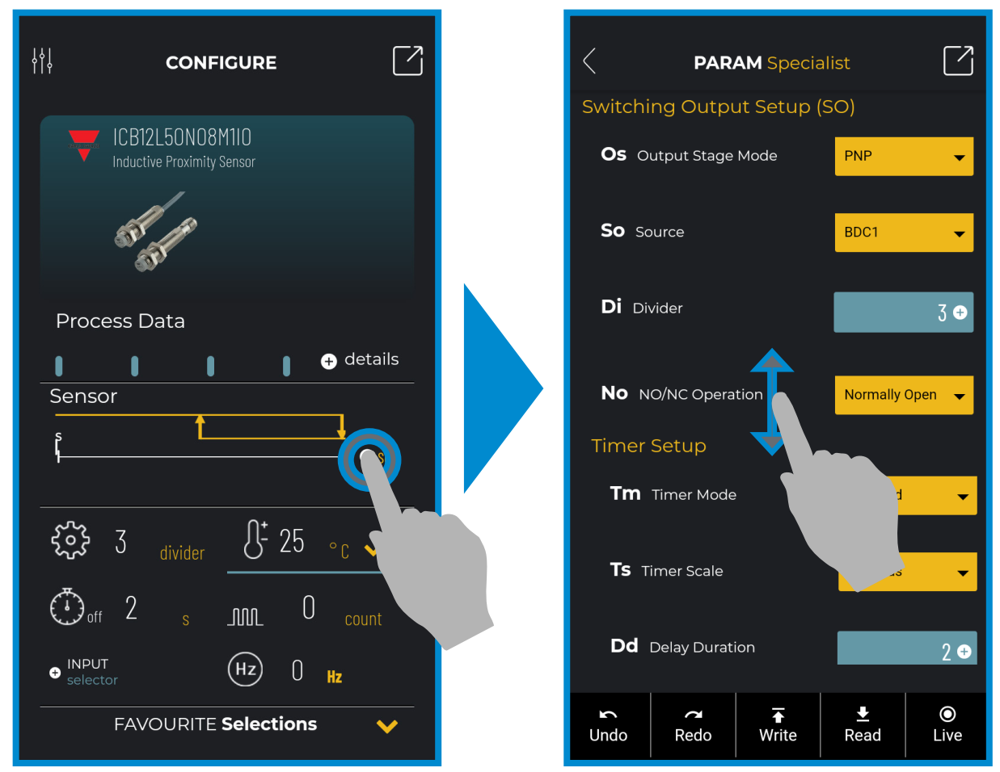 CONFIGURE
ICB12L50N08M1IO
Inductive Proximity Sensor
Process Data
details
Sensor
s
s
3 divider
25 °C
off 2 s
0 count
INPUT
selector
Hz 0 Hz
FAVOURITE Selections
PARAM Specialist
Switching Output Setup (SO)
Os Output Stage Mode PNP
So Source BDC1
Di Divider 3
No NO/NC Operation Normally Open
Timer Setup
Tm Timer Mode
Ts Timer Scale
Dd Delay Duration 2
Undo Redo Write Read Live